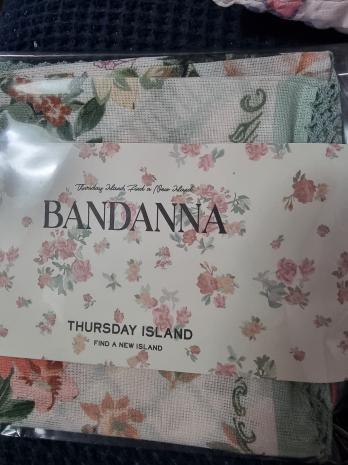 Thursday Island, Find a New Island
BANDANNA
THURSDAY ISLAND
FIND A NEW ISLAND